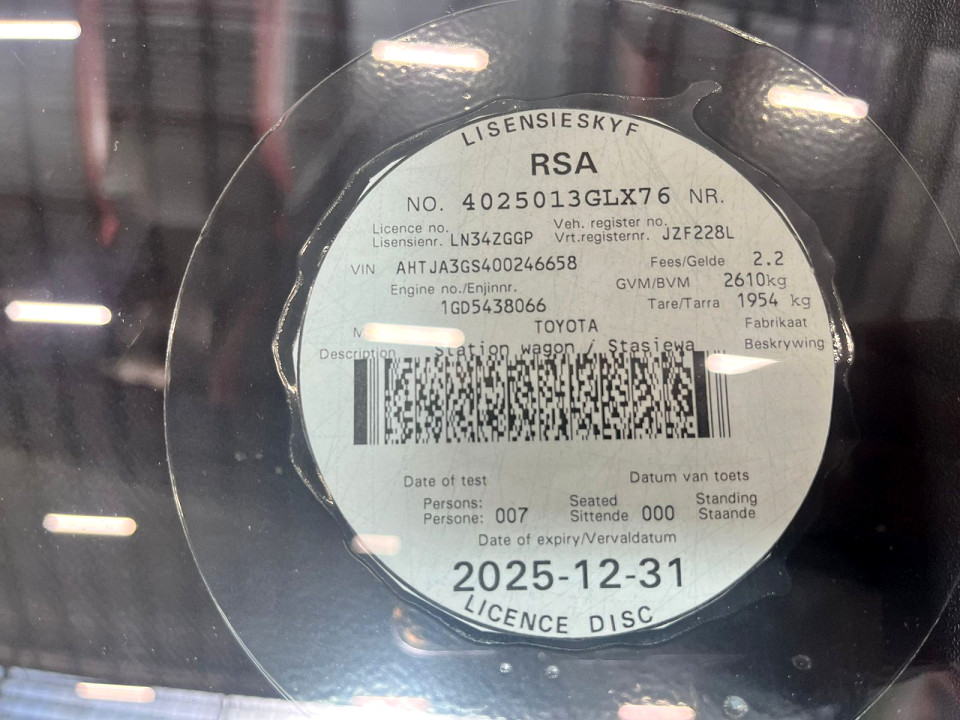 LISENSIESKYF
RSA
NO. 4025013GLX76 NR.
Licence no. Veh. register no.
Lisensienr. LN34ZGGP Vrt.registernr. JZF228L
VIN AHTJA3GS400246658 Fees/Gelde 2.2
Engine no./Enjinnr. GVM/BVM 2610kg
1GD5438066 Tare/Tarra 1954 kg
TOYOTA Fabrikaat
Description Station wagon / Stasiewa Beskrywing
Date of test Datum van toets
Persons: Seated Standing
Persone: 007 Sittende 000 Staande
Date of expiry/Vervaldatum
2025-12-31
LICENCE DISC